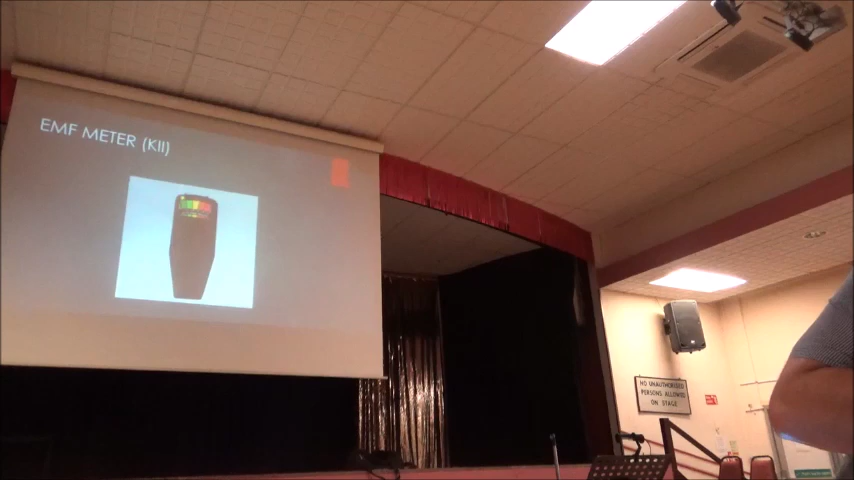 EMF METER (KII)
NO UNAUTHORISED
PERSONS ALLOWED
ON STAGE